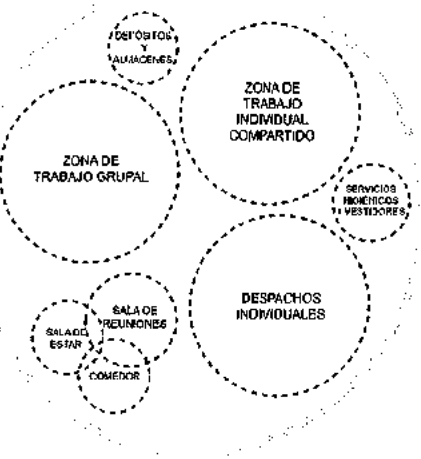 DEPÓSITOS
Y
ALMACENES
ZONA DE
TRABAJO
INDIVIDUAL
COMPARTIDO
ZONA DE
TRABAJO GRUPAL
SERVICIOS
HIGIÉNICOS
VESTIDORES
DESPACHOS
INDIVIDUALES
SALA DE
REUNIONES
SALA DE
ESTAR
COMEDOR